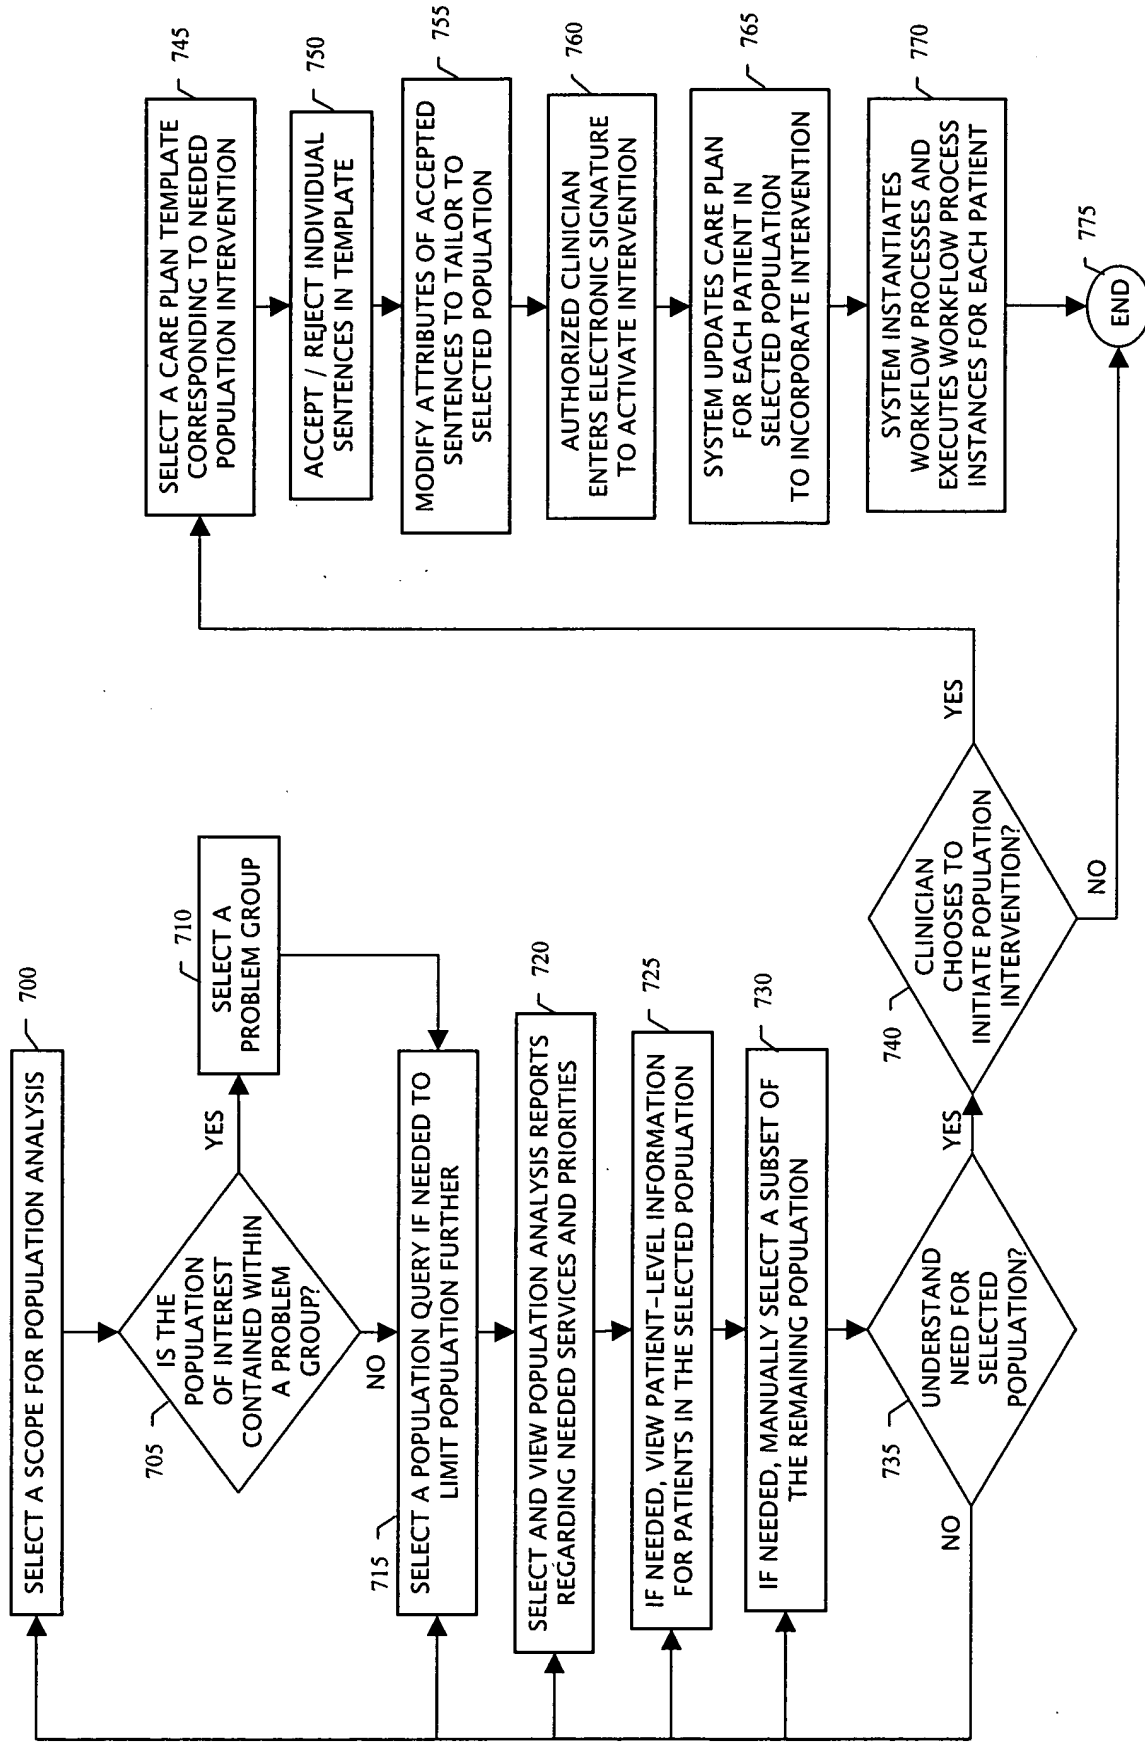 SELECT A SCOPE FOR POPULATION ANALYSIS
700
IS THE
POPULATION
OF INTEREST
CONTAINED WITHIN
A PROBLEM
GROUP?
705
YES
NO
710
SELECT A
PROBLEM GROUP
715
SELECT A POPULATION QUERY IF NEEDED TO
LIMIT POPULATION FURTHER
SELECT AND VIEW POPULATION ANALYSIS REPORTS
REGARDING NEEDED SERVICES AND PRIORITIES
720
IF NEEDED, VIEW PATIENT-LEVEL INFORMATION
FOR PATIENTS IN THE SELECTED POPULATION
725
IF NEEDED, MANUALLY SELECT A SUBSET OF
THE REMAINING POPULATION
730
UNDERSTAND
NEED FOR
SELECTED
POPULATION?
735
NO
YES
CLINICIAN
CHOOSES TO
INITIATE POPULATION
INTERVENTION?
740
YES
NO
SELECT A CARE PLAN TEMPLATE
CORRESPONDING TO NEEDED
POPULATION INTERVENTION
745
ACCEPT / REJECT INDIVIDUAL
SENTENCES IN TEMPLATE
750
MODIFY ATTRIBUTES OF ACCEPTED
SENTENCES TO TAILOR TO
SELECTED POPULATION
755
AUTHORIZED CLINICIAN
ENTERS ELECTRONIC SIGNATURE
TO ACTIVATE INTERVENTION
760
SYSTEM UPDATES CARE PLAN
FOR EACH PATIENT IN
SELECTED POPULATION
TO INCORPORATE INTERVENTION
765
SYSTEM INSTANTIATES
WORKFLOW PROCESSES AND
EXECUTES WORKFLOW PROCESS
INSTANCES FOR EACH PATIENT
770
END
775